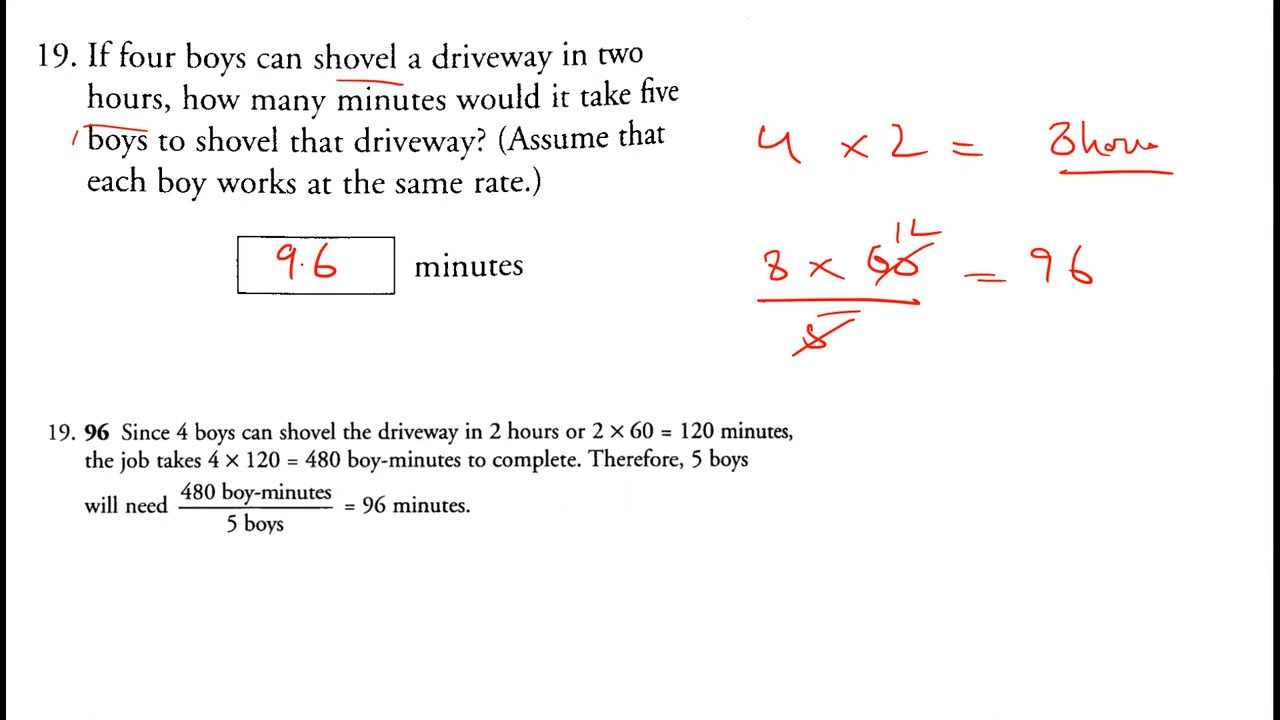 19. If four boys can shovel a driveway in two
hours, how many minutes would it take five
boys to shovel that driveway? (Assume that
each boy works at the same rate.)
4 × 2 = 8 hours
9.6 minutes
12
8 × 60 = 96
5
19. 96 Since 4 boys can shovel the driveway in 2 hours or 2 × 60 = 120 minutes,
the job takes 4 × 120 = 480 boy-minutes to complete. Therefore, 5 boys
will need 480 boy-minutes / 5 boys = 96 minutes.